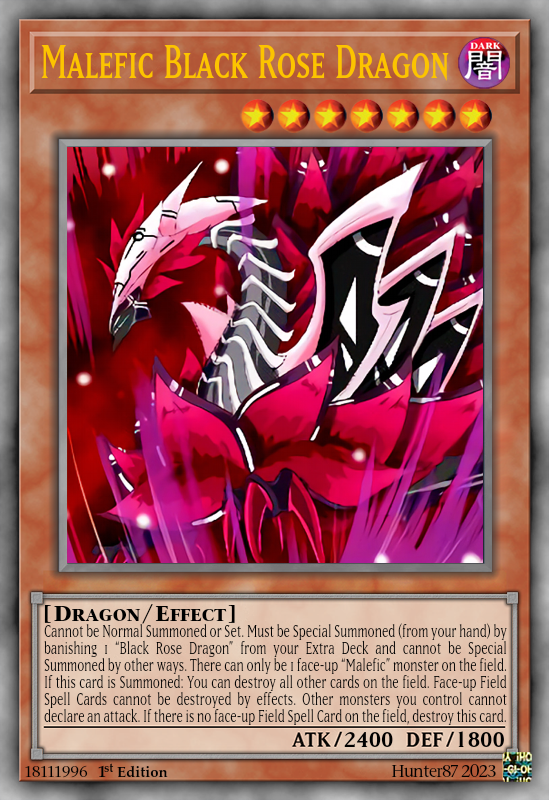 Malefic Black Rose Dragon
DARK
闇
[Dragon/Effect]
Cannot be Normal Summoned or Set. Must be Special Summoned (from your hand) by
banishing 1 “Black Rose Dragon” from your Extra Deck and cannot be Special
Summoned by other ways. There can only be 1 face-up “Malefic” monster on the field.
If this card is Summoned: You can destroy all other cards on the field. Face-up Field
Spell Cards cannot be destroyed by effects. Other monsters you control cannot
declare an attack. If there is no face-up Field Spell Card on the field, destroy this card.
ATK/2400 DEF/1800
18111996 1st Edition Hunter87 2023